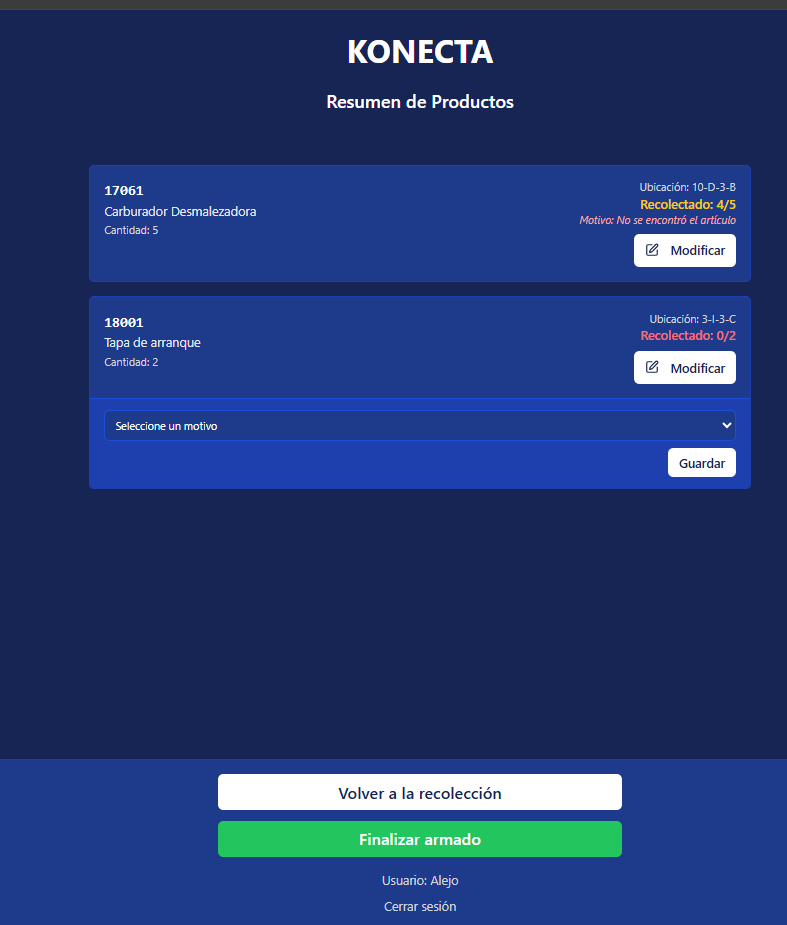 KONECTA
Resumen de Productos
17061
Carburador Desmalezadora
Cantidad: 5
Ubicación: 10-D-3-B
Recolectado: 4/5
Motivo: No se encontró el artículo
Modificar
18001
Tapa de arranque
Cantidad: 2
Ubicación: 3-I-3-C
Recolectado: 0/2
Modificar
Seleccione un motivo
Guardar
Volver a la recolección
Finalizar armado
Usuario: Alejo
Cerrar sesión